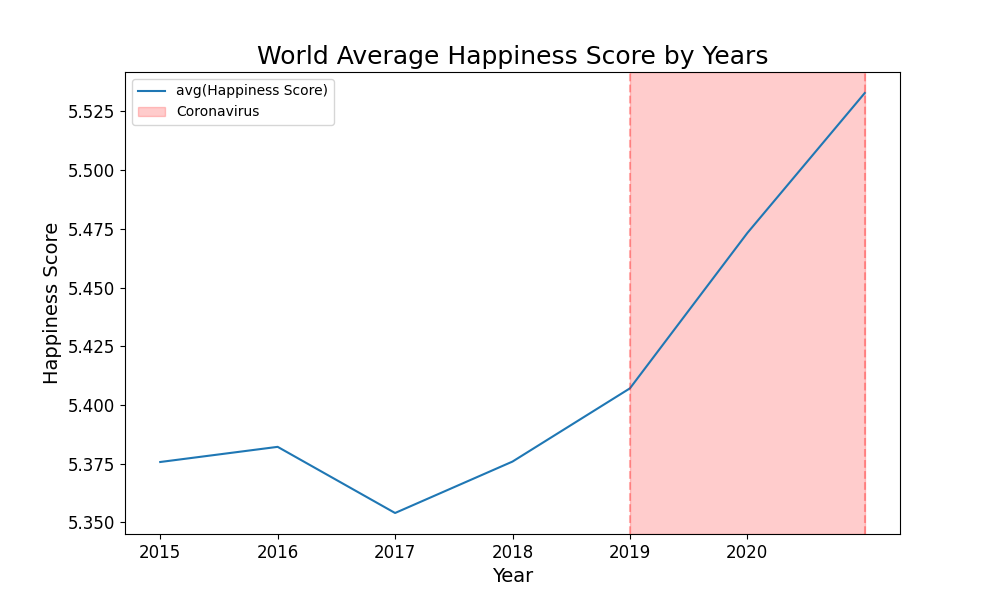 World Average Happiness Score by Years
avg(Happiness Score)
Coronavirus
Happiness Score
5.525
5.500
5.475
5.450
5.425
5.400
5.375
5.350
2015 2016 2017 2018 2019 2020
Year